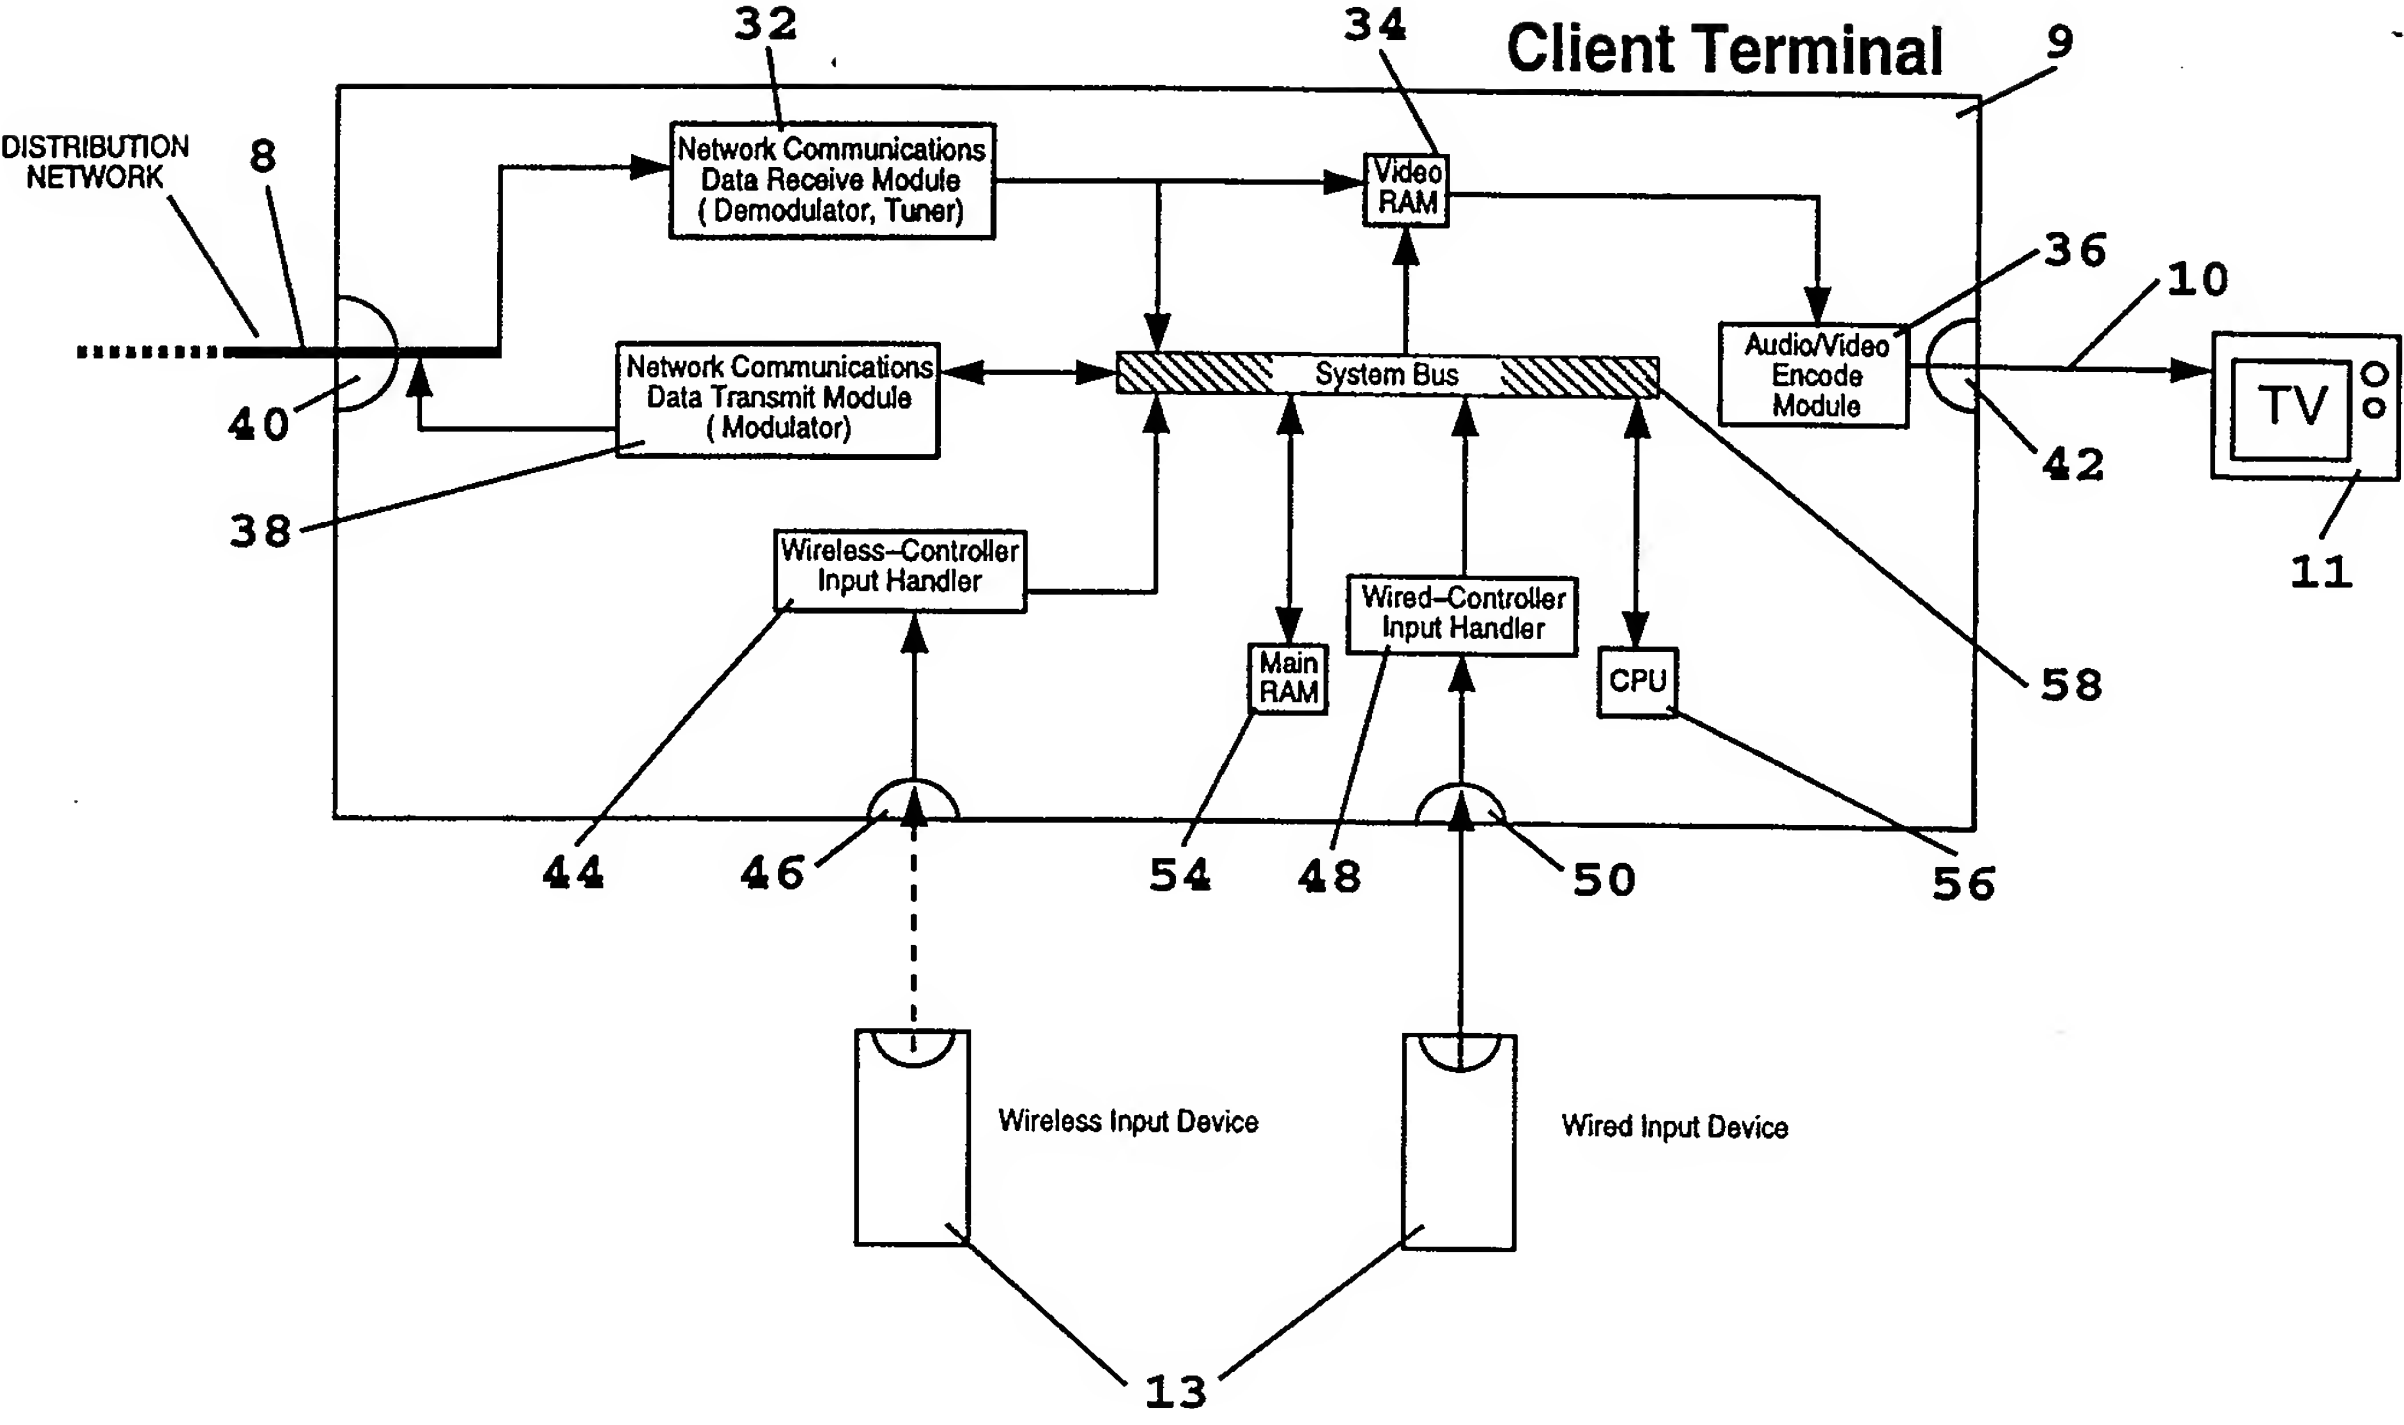 32
34
Client Terminal
9
DISTRIBUTION
NETWORK
8
Network Communications
Data Receive Module
( Demodulator, Tuner)
Video
RAM
36
10
Network Communications
Data Transmit Module
( Modulator)
System Bus
Audio/Video
Encode
Module
TV
40
42
38
11
Wireless–Controller
Input Handler
Wired–Controller
Input Handler
Main
RAM
CPU
58
44
46
54
48
50
56
Wireless Input Device
Wired Input Device
13